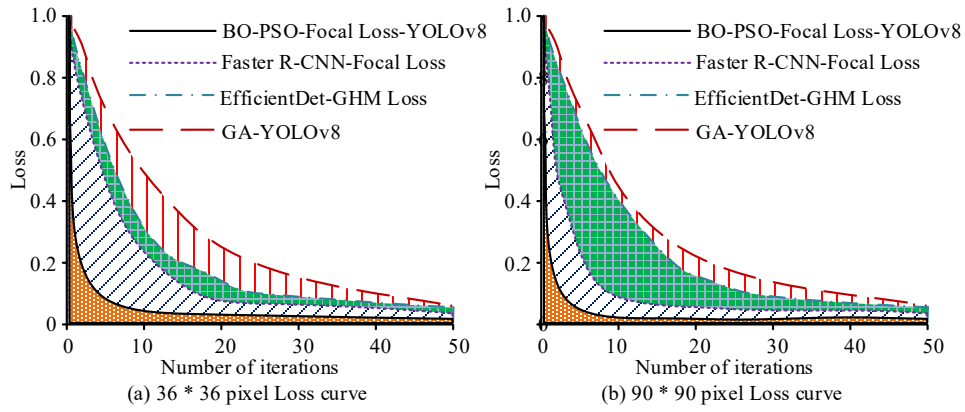 1.0
0.8
0.6
0.4
0.2
0
Loss
BO-PSO-Focal Loss-YOLOv8
Faster R-CNN-Focal Loss
EfficientDet-GHM Loss
GA-YOLOv8
0 10 20 30 40 50
Number of iterations
(a) 36 * 36 pixel Loss curve
1.0
0.8
0.6
0.4
0.2
0
Loss
BO-PSO-Focal Loss-YOLOv8
Faster R-CNN-Focal Loss
EfficientDet-GHM Loss
GA-YOLOv8
0 10 20 30 40 50
Number of iterations
(b) 90 * 90 pixel Loss curve